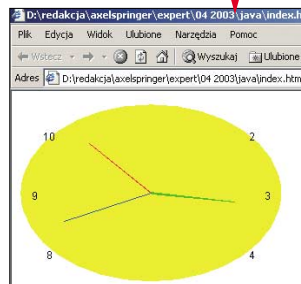 D:\redakcja\axelspringer\expert\04 2003\java\index.h
Plik Edycja Widok Ulubione Narzędzia Pomoc
Wstecz Wyszukaj Ulubione
Adres D:\redakcja\axelspringer\expert\04 2003\java\index.htm
10 2
9 3
8 4